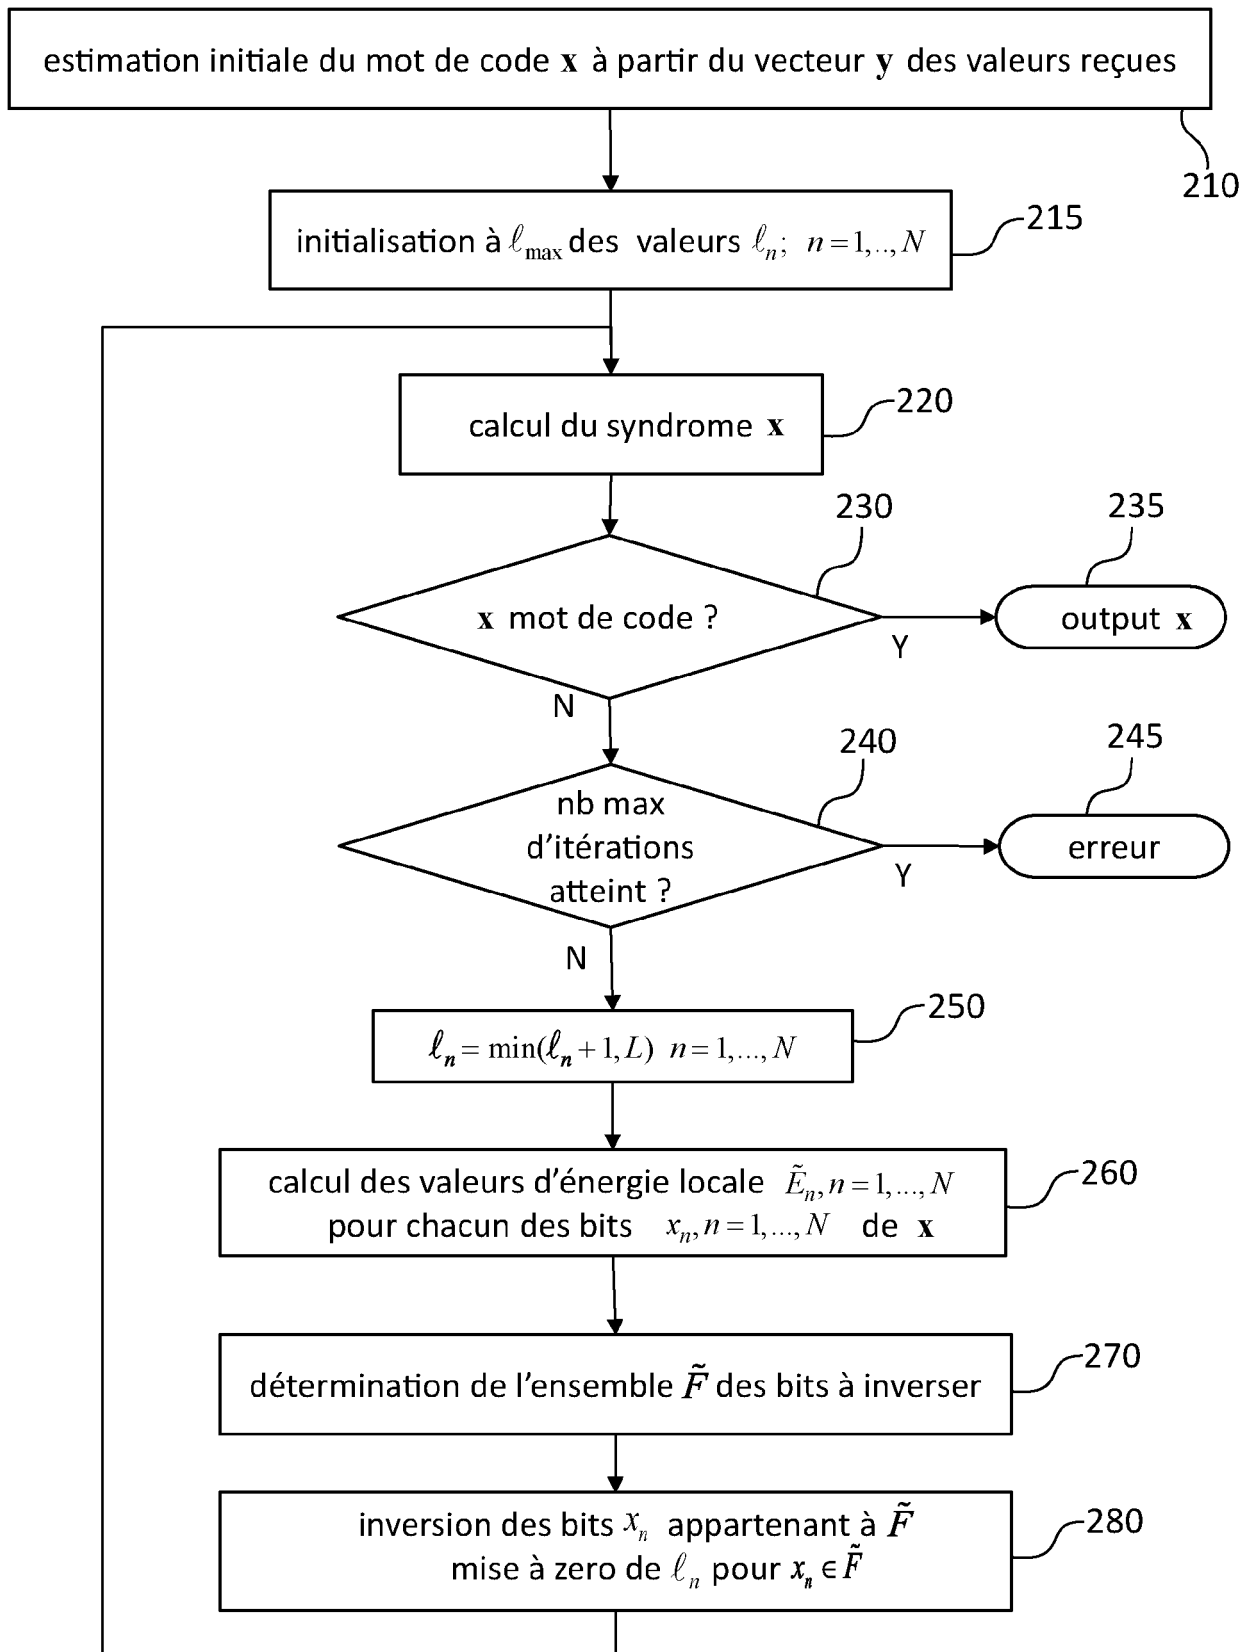 estimation initiale du mot de code x à partir du vecteur y des valeurs reçues
210
initialisation à ℓmax des valeurs ℓn; n = 1,.., N
215
calcul du syndrome x
220
230
235
x mot de code ?
output x
Y
N
240
245
nb max
d'itérations
atteint ?
erreur
Y
N
250
ℓn = min(ℓn + 1, L) n = 1,..., N
260
calcul des valeurs d'énergie locale Ẽn, n = 1,..., N
pour chacun des bits xn, n = 1,..., N de x
270
détermination de l'ensemble F̃ des bits à inverser
280
inversion des bits xn appartenant à F̃
mise à zero de ℓn pour xn ∈ F̃